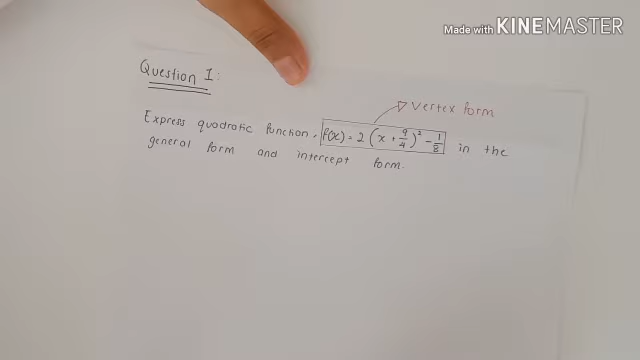 Made with KINEMASTER
Question 1:
Vertex form
Express quadratic function, f(x) = 2 (x + 9/4)² - 1/8 in the
general form and intercept form.